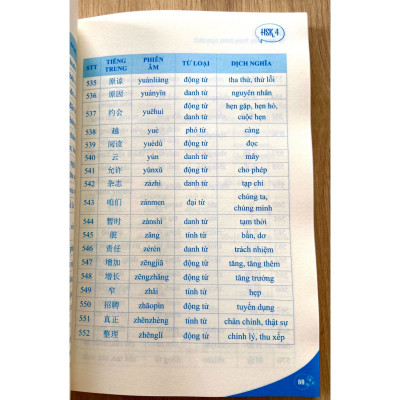 HSK 4
STT TIẾNG TRUNG PHIÊN ÂM TỪ LOẠI DỊCH NGHĨA
535 原谅 yuánliàng động từ tha thứ, thứ lỗi
536 原因 yuányīn danh từ nguyên nhân
537 约会 yuēhuì động từ danh từ hẹn gặp, hẹn hò, cuộc hẹn
538 越 yuè phó từ càng
539 阅读 yuèdú động từ đọc
540 云 yún danh từ mây
541 允许 yǔnxǔ động từ cho phép
542 杂志 zázhì danh từ tạp chí
543 咱们 zánmen đại từ chúng ta, chúng mình
544 暂时 zànshí danh từ tạm thời
545 脏 zāng tính từ bẩn, dơ
546 责任 zérèn danh từ trách nhiệm
547 增加 zēngjiā động từ tăng, tăng thêm
548 增长 zēngzhǎng động từ tăng trưởng
549 窄 zhǎi tính từ hẹp
550 招聘 zhāopìn động từ tuyển dụng
551 真正 zhēnzhèng tính từ chân chính, thật sự
552 整理 zhěnglǐ động từ chỉnh lý, thu xếp